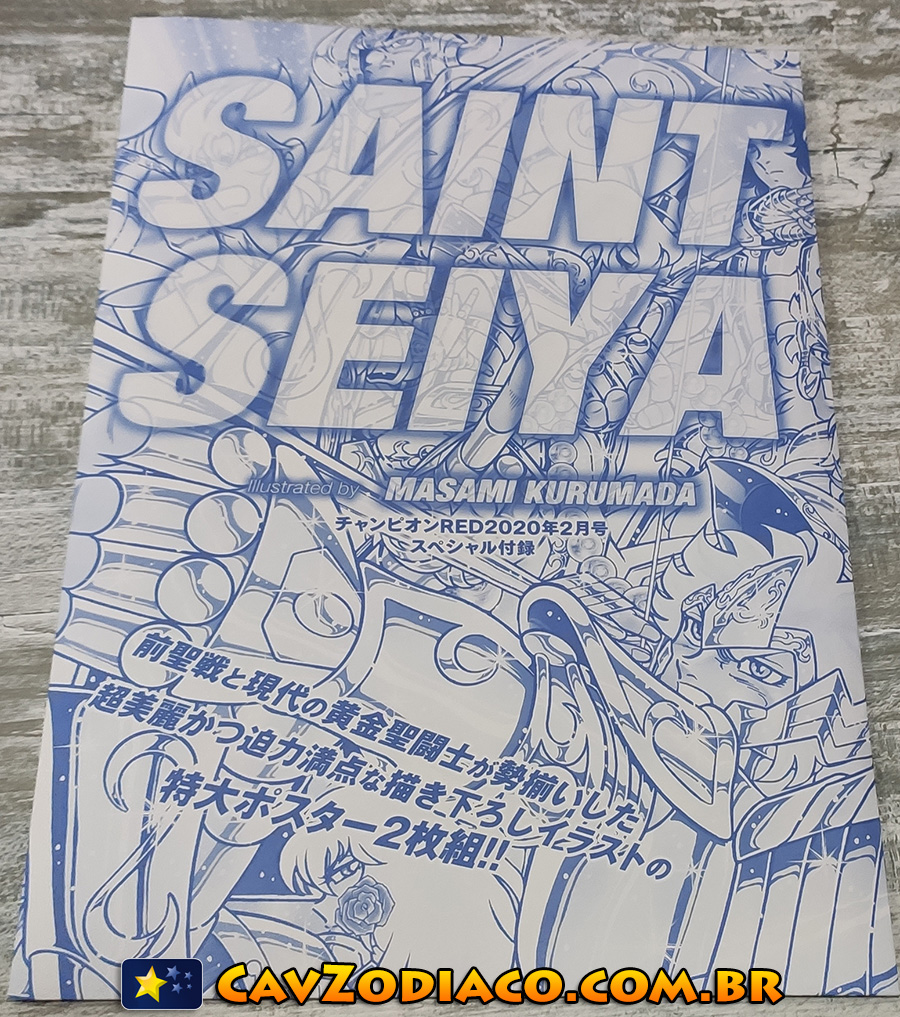 SAINT
SEIYA
Illustrated by MASAMI KURUMADA
チャンピオンRED2020年2月号
スペシャル付録
前聖戦と現代の黄金聖闘士が勢揃いした
超美麗かつ迫力満点な描き下ろしイラストの
特大ポスター2枚組!!
CavZodiaco.com.br